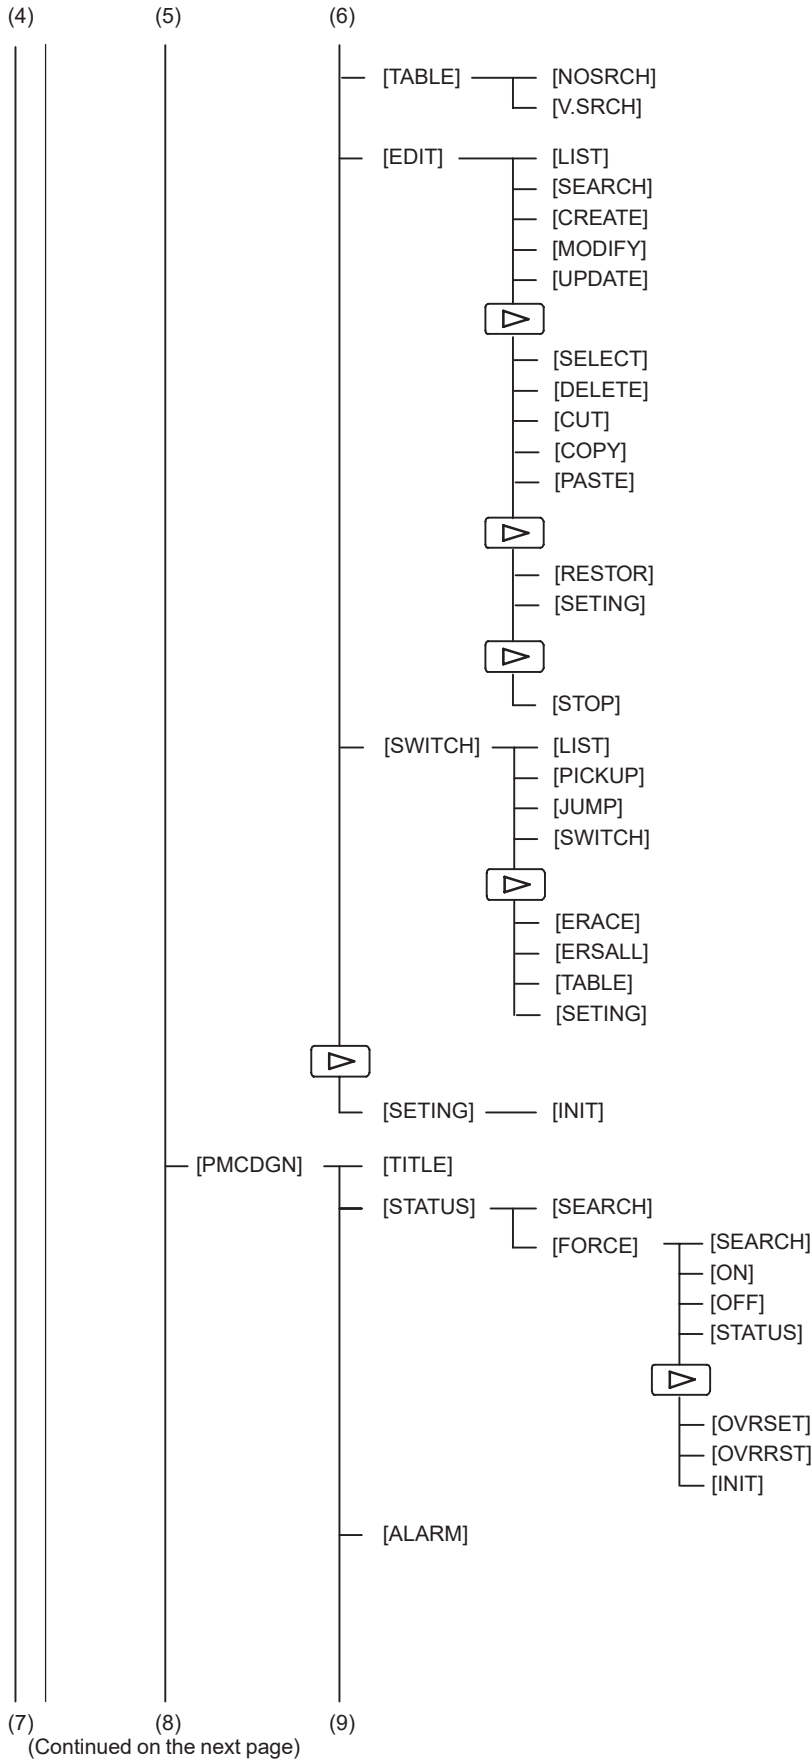 (4) (5) (6)
[TABLE] [NOSRCH]
[V.SRCH]
[EDIT] [LIST]
[SEARCH]
[CREATE]
[MODIFY]
[UPDATE]
[SELECT]
[DELETE]
[CUT]
[COPY]
[PASTE]
[RESTOR]
[SETING]
[STOP]
[SWITCH] [LIST]
[PICKUP]
[JUMP]
[SWITCH]
[ERACE]
[ERSALL]
[TABLE]
[SETING]
[SETING] [INIT]
[PMCDGN] [TITLE]
[STATUS] [SEARCH]
[FORCE] [SEARCH]
[ON]
[OFF]
[STATUS]
[OVRSET]
[OVRRST]
[INIT]
[ALARM]
(7) (8) (9)
(Continued on the next page)